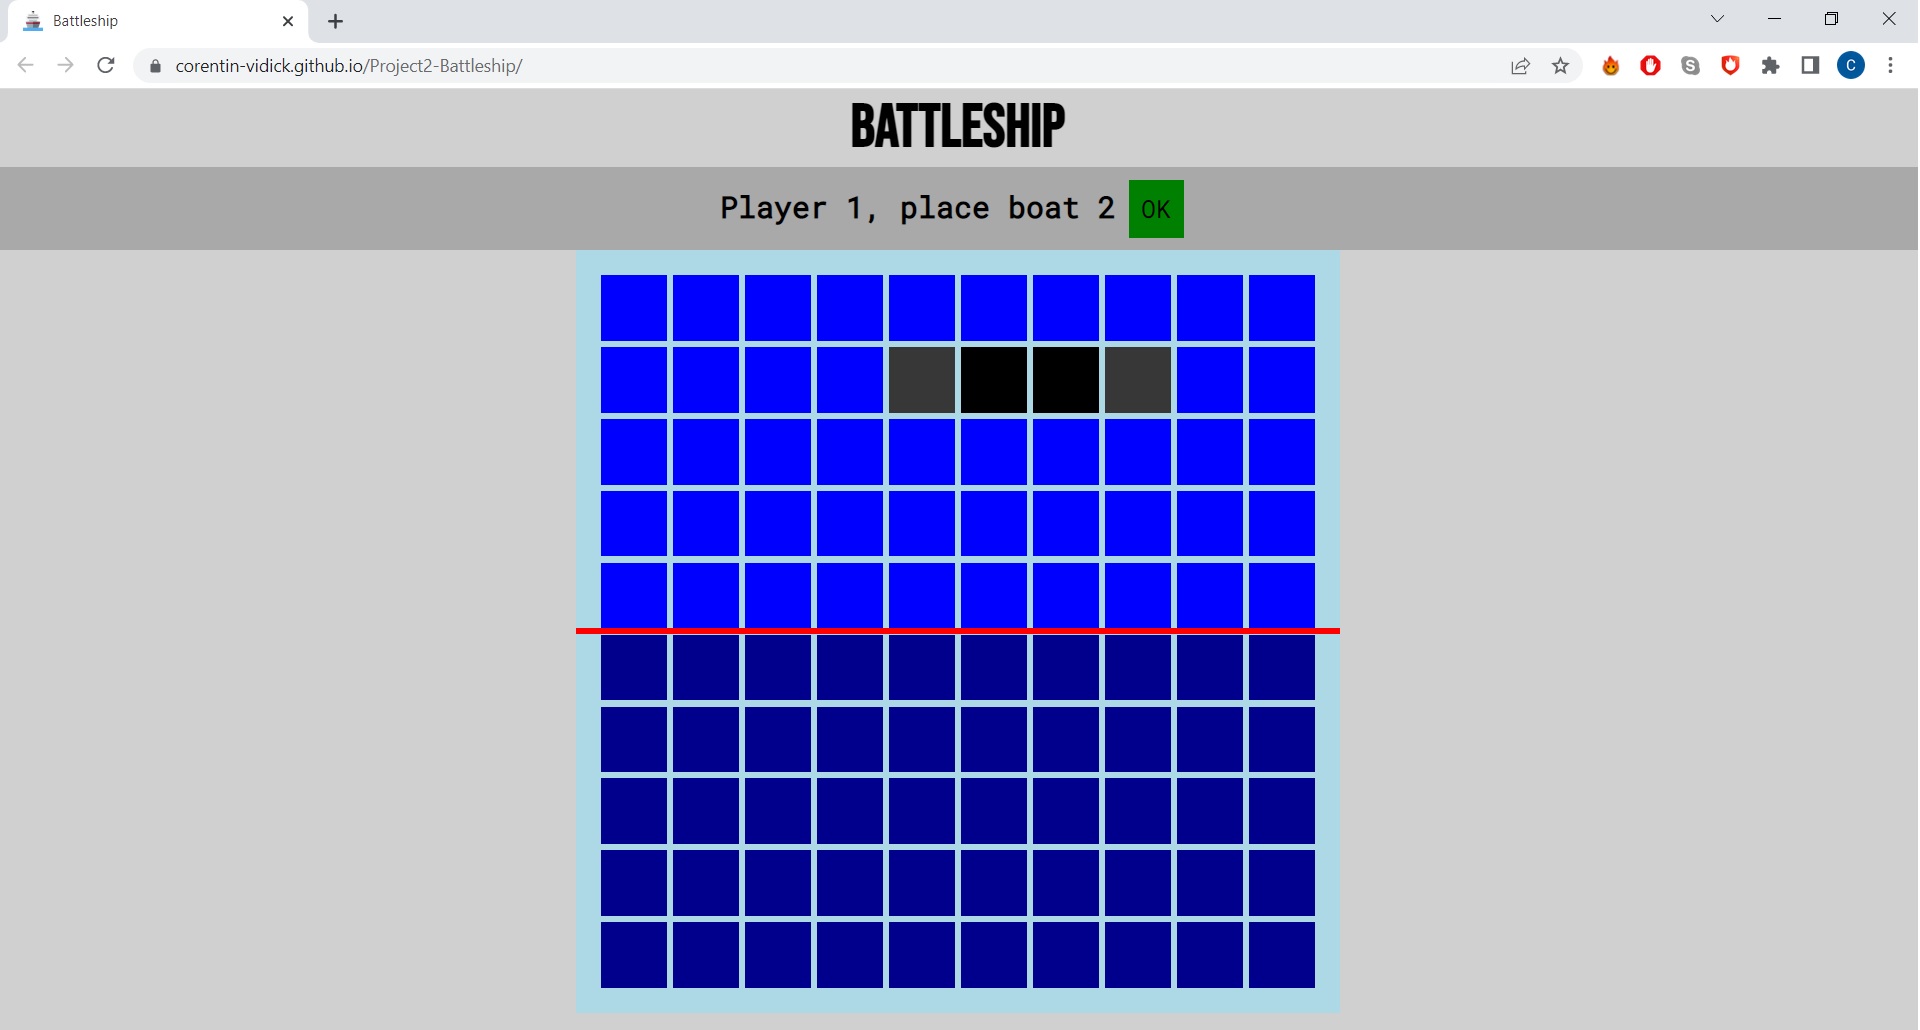 Battleship
corentin-vidick.github.io/Project2-Battleship/
C
BATTLESHIP
Player 1, place boat 2 OK